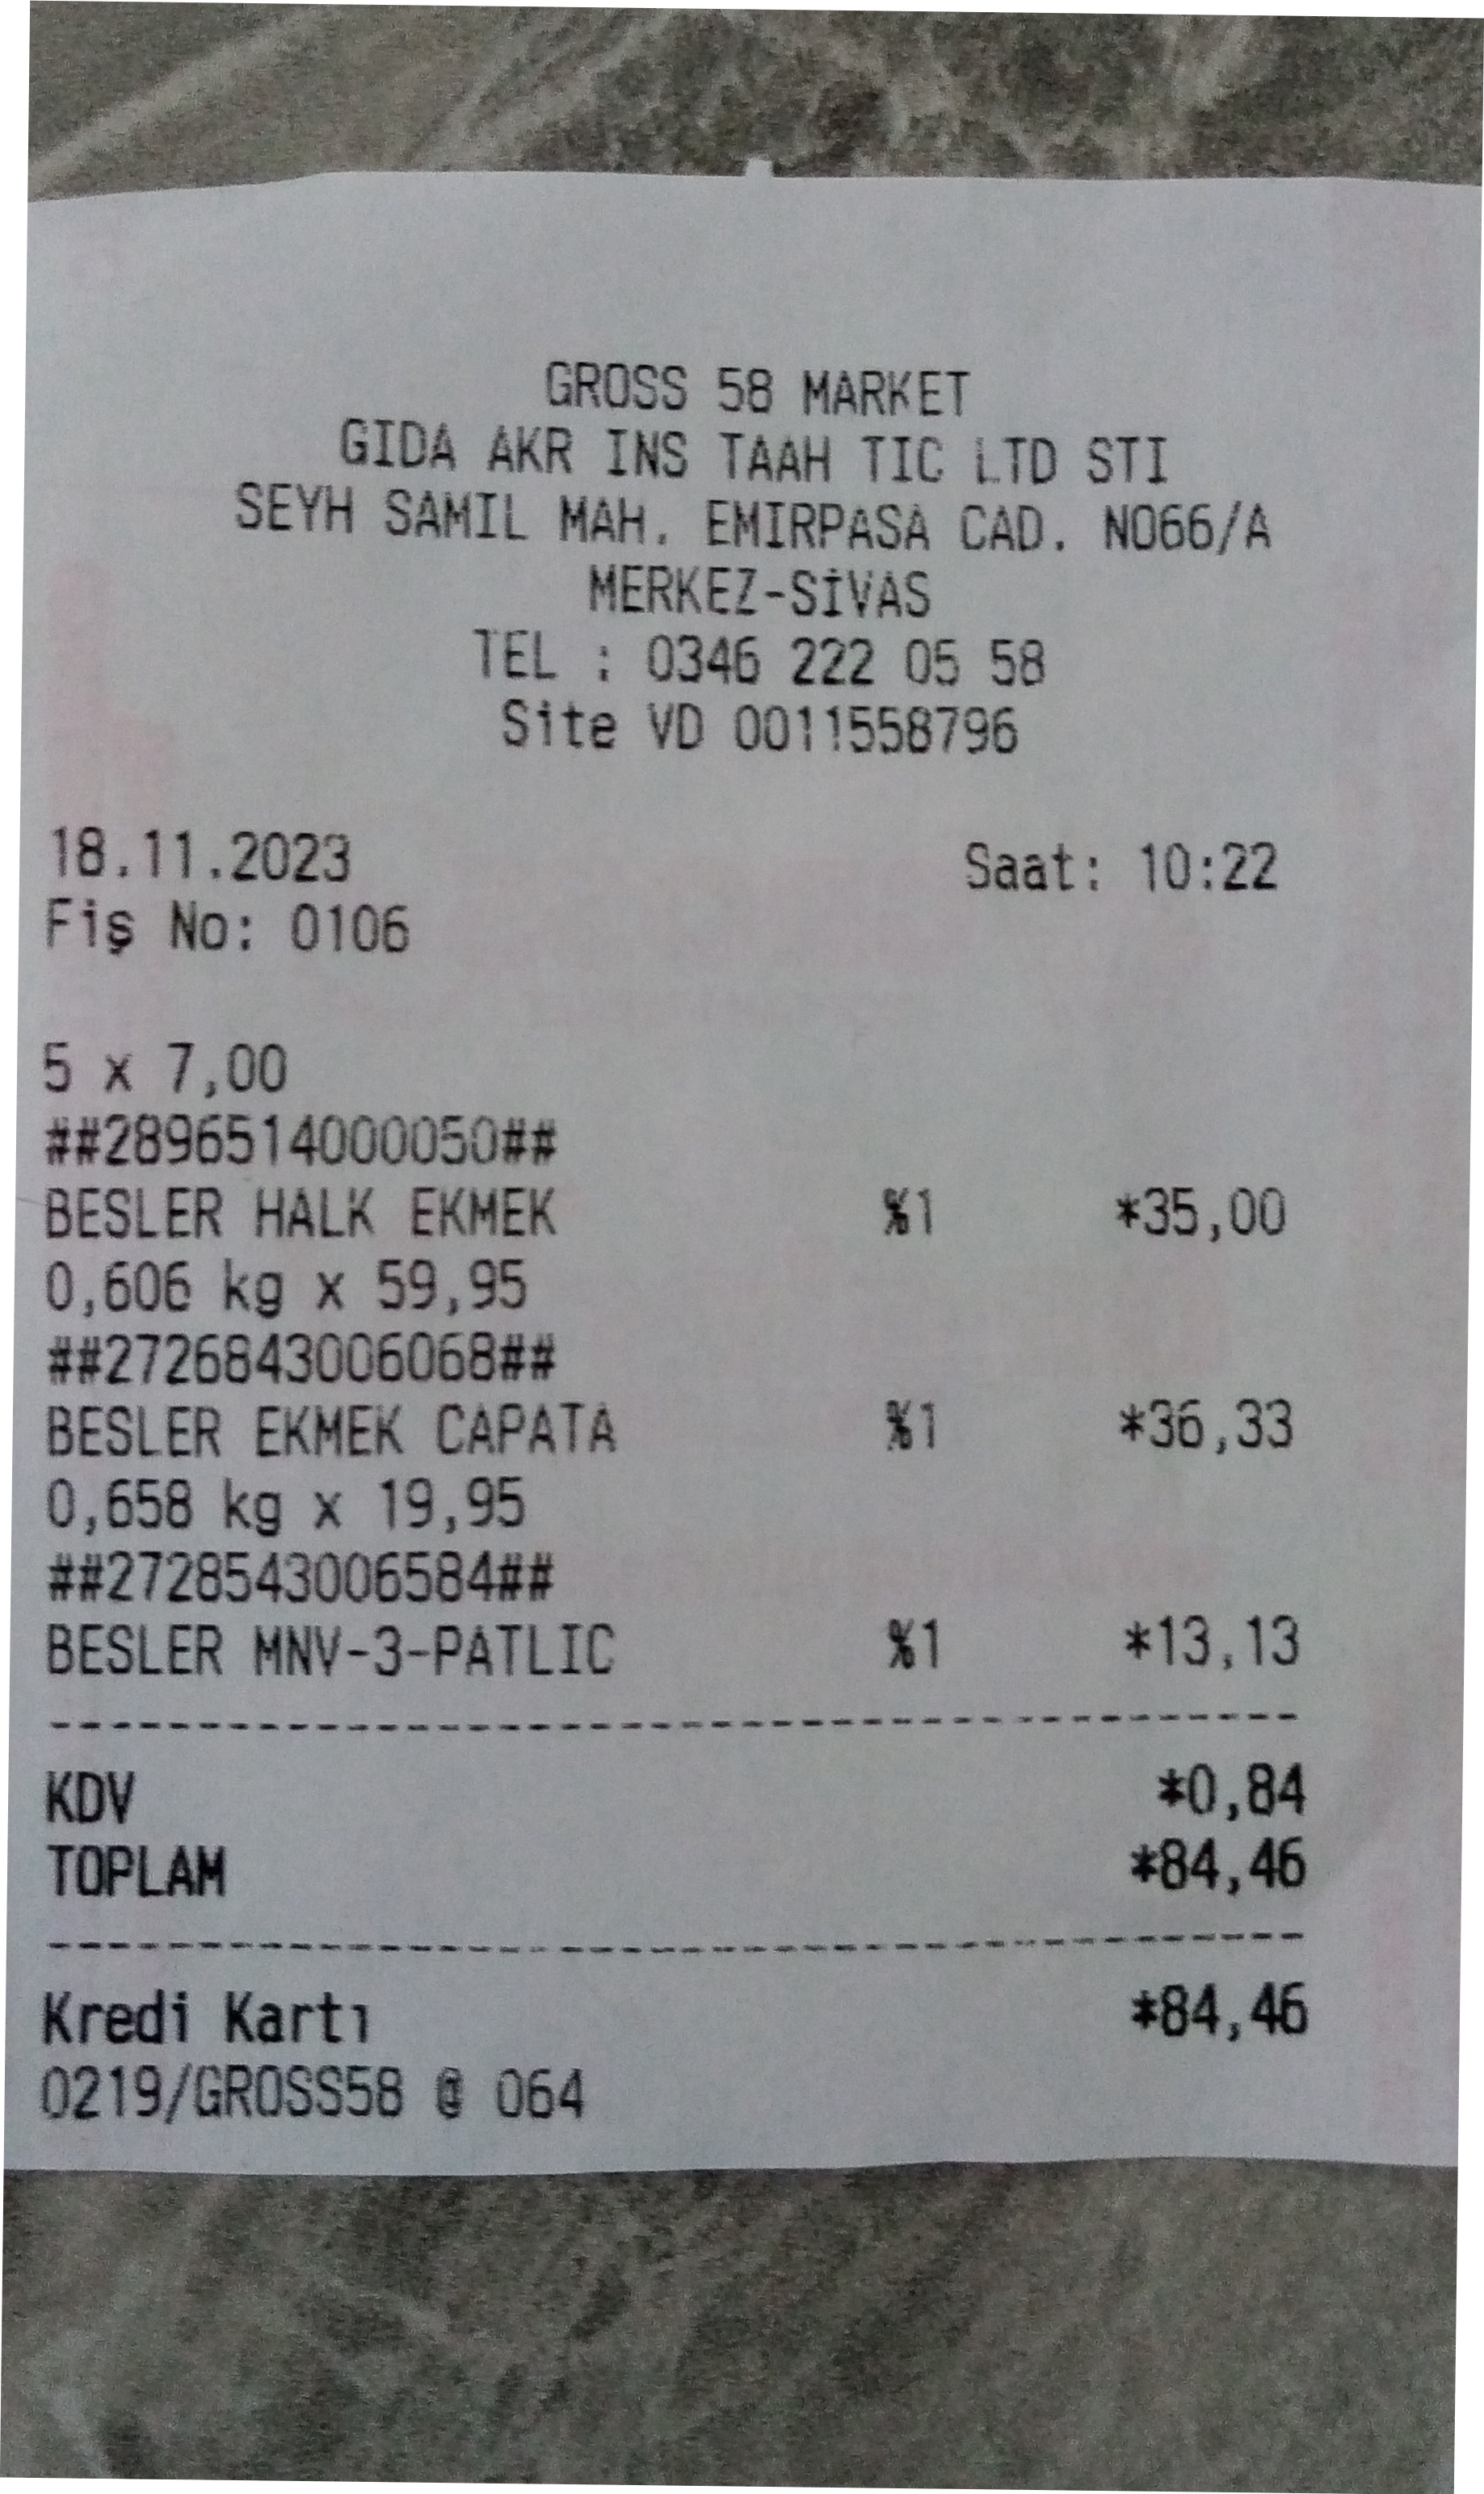 GROSS 58 MARKET
GIDA AKR INS TAAH TIC LTD STI
SEYH SAMIL MAH. EMIRPASA CAD. NO66/A
MERKEZ-SİVAS
TEL : 0346 222 05 58
Site VD 0011558796
18.11.2023 Saat: 10:22
Fiş No: 0106
5 x 7,00
##2896514000050##
BESLER HALK EKMEK %1 *35,00
0,606 kg x 59,95
##2726843006068##
BESLER EKMEK CAPATA %1 *36,33
0,658 kg x 19,95
##2728543006584##
BESLER MNV-3-PATLIC %1 *13,13
------------------------------------------
KDV *0,84
TOPLAM *84,46
------------------------------------------
Kredi Kartı *84,46
0219/GROSS58 @ 064